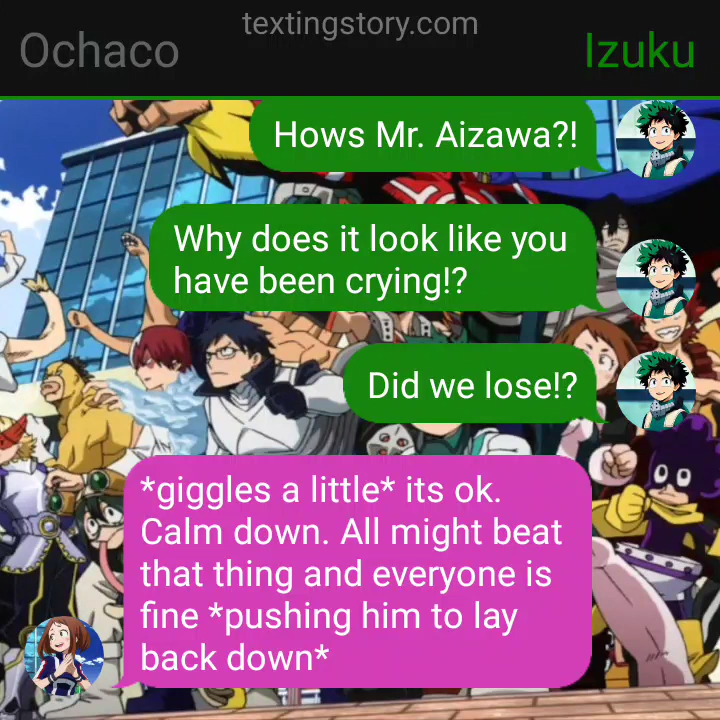 textingstory.com
Ochaco
Izuku
Hows Mr. Aizawa?!
Why does it look like you
have been crying!?
Did we lose!?
*giggles a little* its ok.
Calm down. All might beat
that thing and everyone is
fine *pushing him to lay
back down*